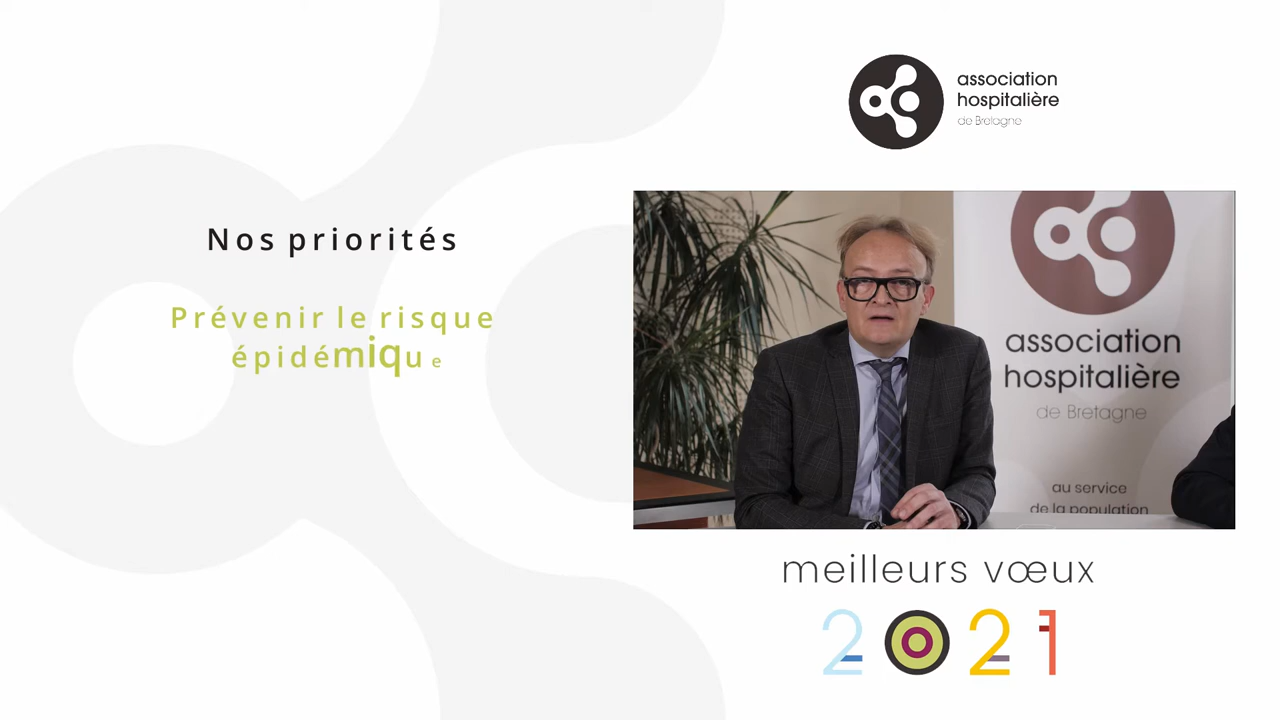 association
hospitalière
de Bretagne
Nos priorités
Prévenir le risque
épidémique
association
hospitalière
de Bretagne
au service
de la population
meilleurs vœux
2021